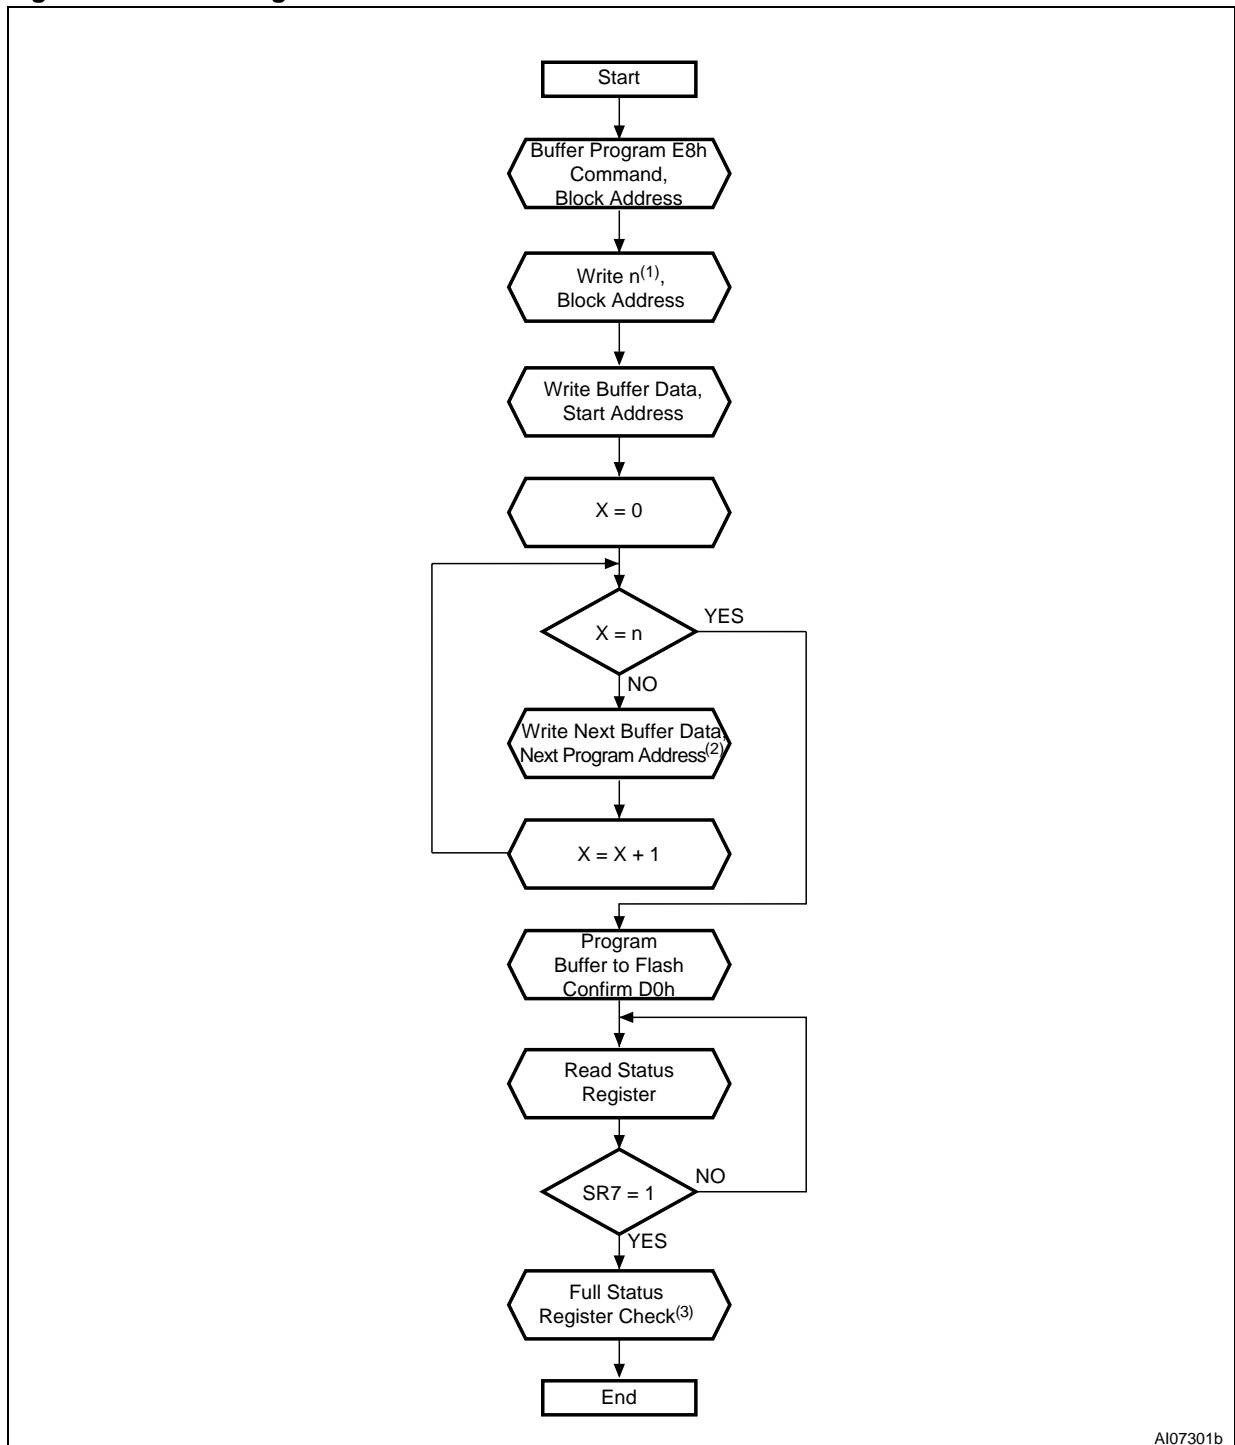 Start
Buffer Program E8h
Command,
Block Address
Write n(1),
Block Address
Write Buffer Data,
Start Address
X = 0
X = n
YES
NO
Write Next Buffer Data,
Next Program Address(2)
X = X + 1
Program
Buffer to Flash
Confirm D0h
Read Status
Register
SR7 = 1
NO
YES
Full Status
Register Check(3)
End
AI07301b